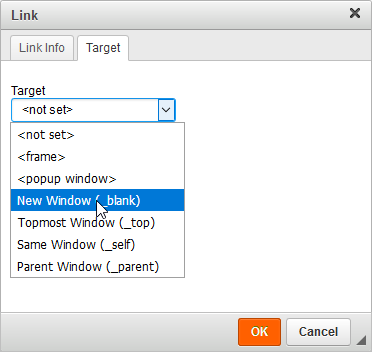 Link
Link Info
Target
Target
<not set>
<not set>
<frame>
<popup window>
New Window (_blank)
Topmost Window (_top)
Same Window (_self)
Parent Window (_parent)
OK
Cancel